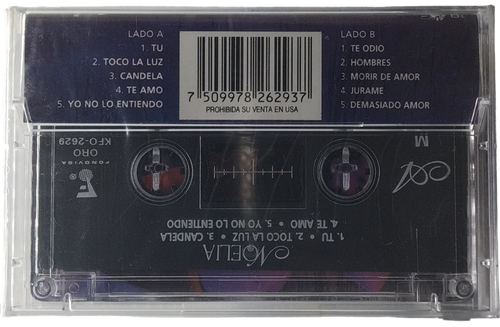 LADO A
1. TU
2. TOCO LA LUZ
3. CANDELA
4. TE AMO
5. YO NO LO ENTIENDO
7 509978 262937
PROHIBIDA SU VENTA EN USA
LADO B
1. TE ODIO
2. HOMBRES
3. MORIR DE AMOR
4. JURAME
5. DEMASIADO AMOR
NOELIA
1. TU • 2. TOCO LA LUZ • 3. CANDELA
4. TE AMO • 5. YO NO LO ENTIENDO
A
M
FONOVISA
ORO
KFO-2629